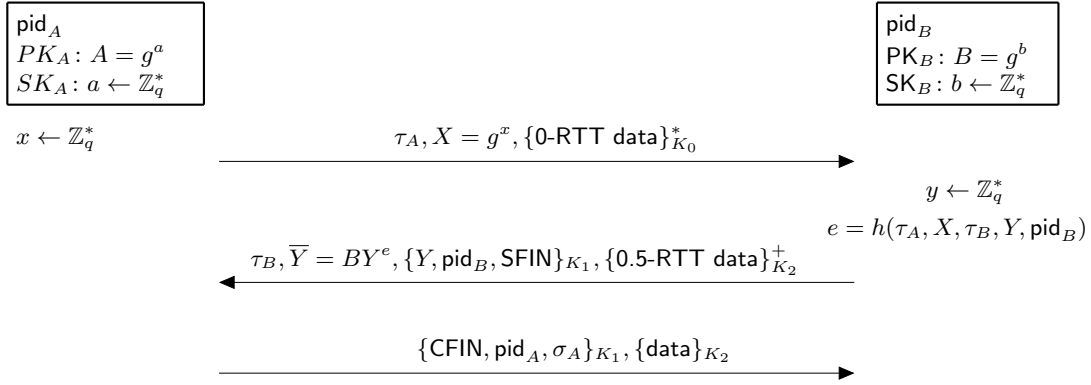 pid_A
PK_A: A = g^a
SK_A: a ← ℤ_q^*
pid_B
PK_B: B = g^b
SK_B: b ← ℤ_q^*
x ← ℤ_q^*
τ_A, X = g^x, {0-RTT data}^*_{K_0}
y ← ℤ_q^*
e = h(τ_A, X, τ_B, Y, pid_B)
τ_B, Y̅ = BY^e, {Y, pid_B, SFIN}_{K_1}, {0.5-RTT data}^+_{K_2}
{CFIN, pid_A, σ_A}_{K_1}, {data}_{K_2}